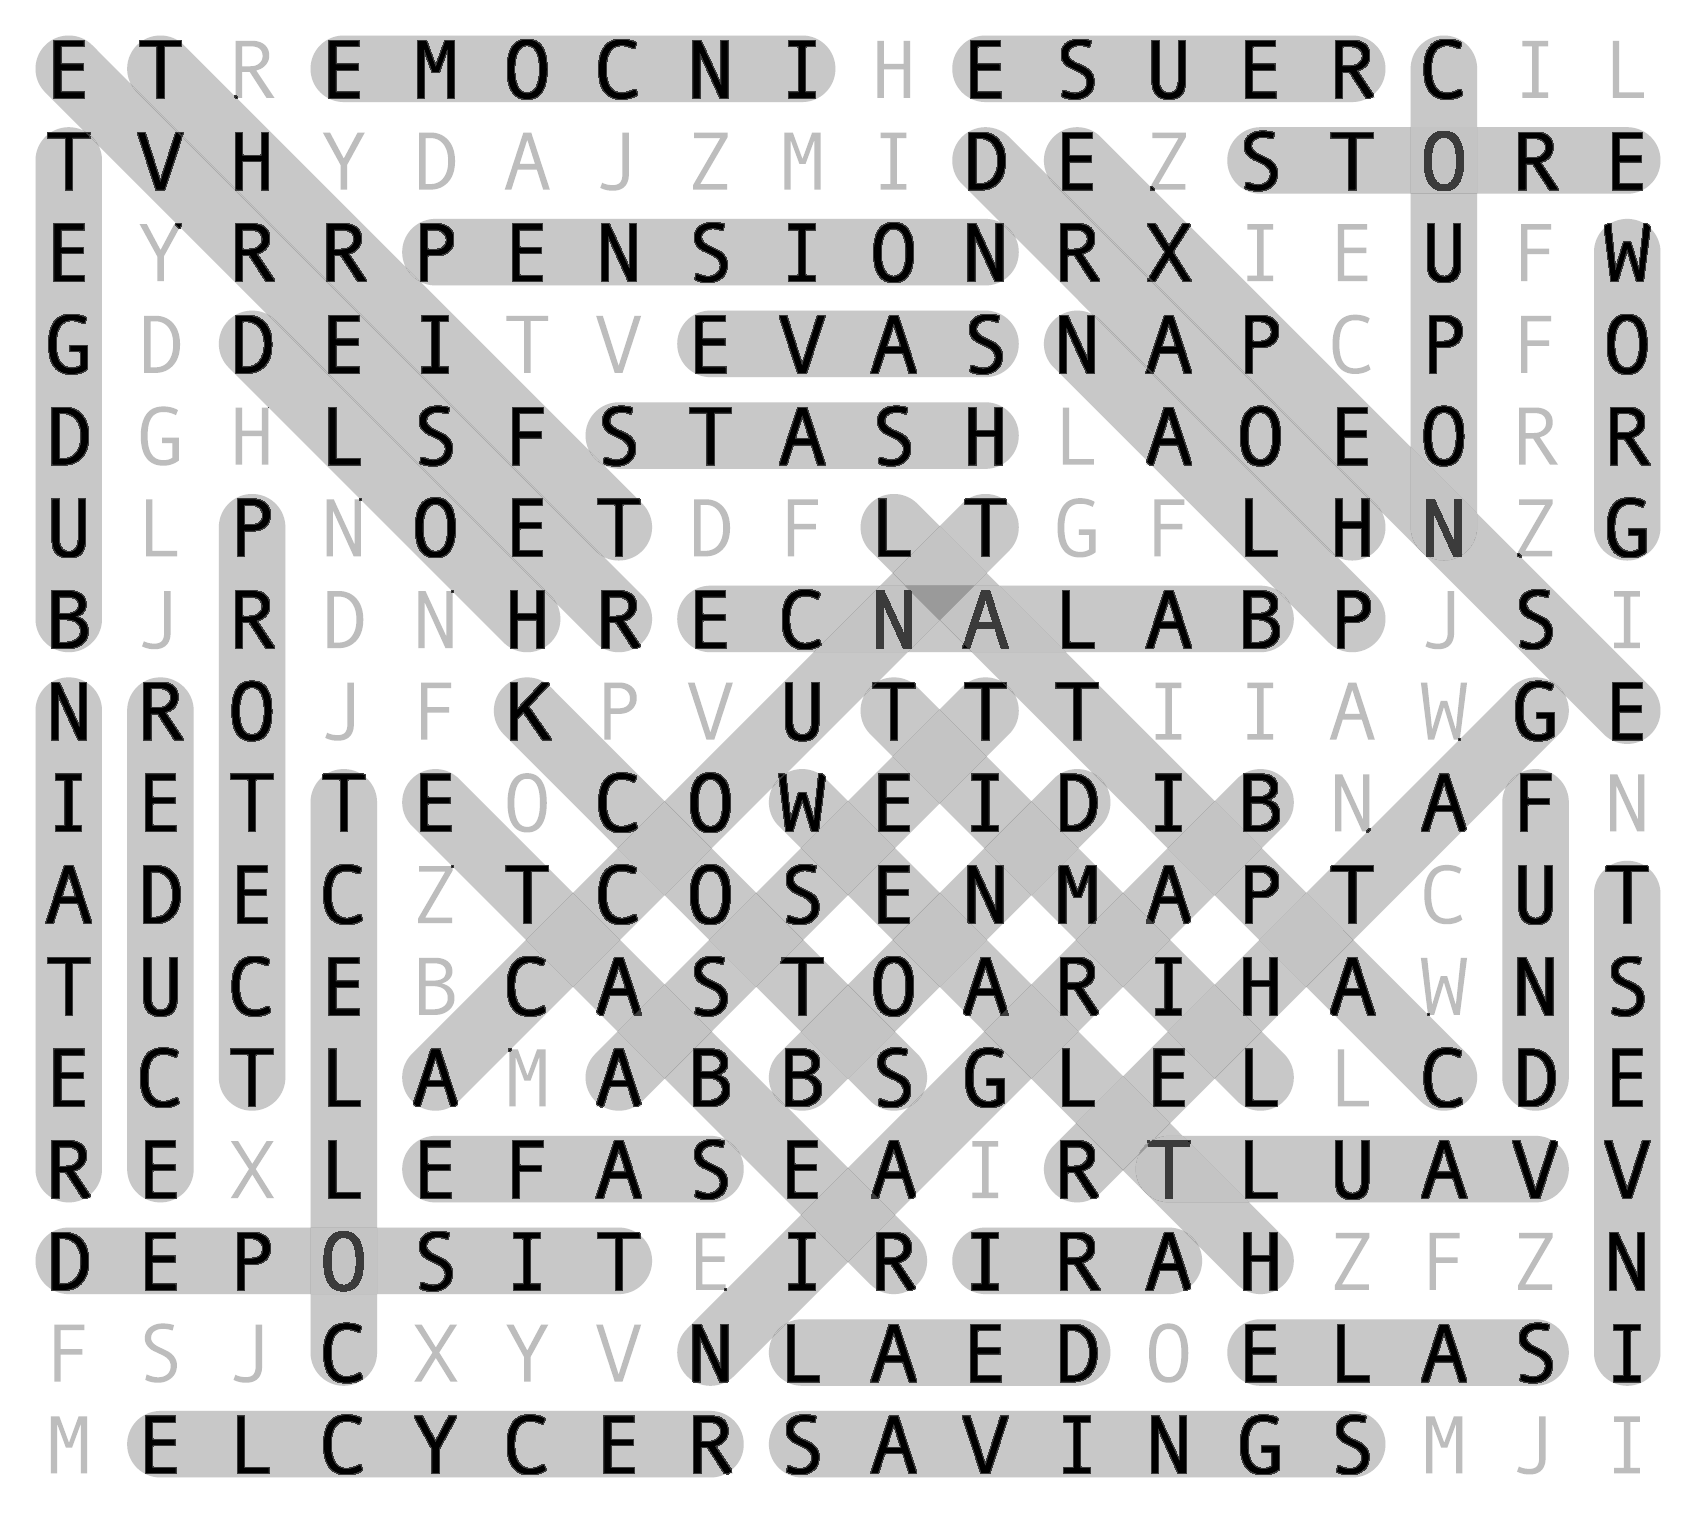 E T R E M O C N I H E S U E R C I L
T V H Y D A J Z M I D E Z S T O R E
E Y R R P E N S I O N R X I E U F W
G D D E I T V E V A S N A P C P F O
D G H L S F S T A S H L A O E O R R
U L P N O E T D F L T G F L H N Z G
B J R D N H R E C N A L A B P J S I
N R O J F K P V U T T T I I A W G E
I E T T E O C O W E I D I B N A F N
A D E C Z T C O S E N M A P T C U T
T U C E B C A S T O A R I H A W N S
E C T L A M A B B S G L E L L C D E
R E X L E F A S E A I R T L U A V V
D E P O S I T E I R I R A H Z F Z N
F S J C X Y V N L A E D O E L A S I
M E L C Y C E R S A V I N G S M J I